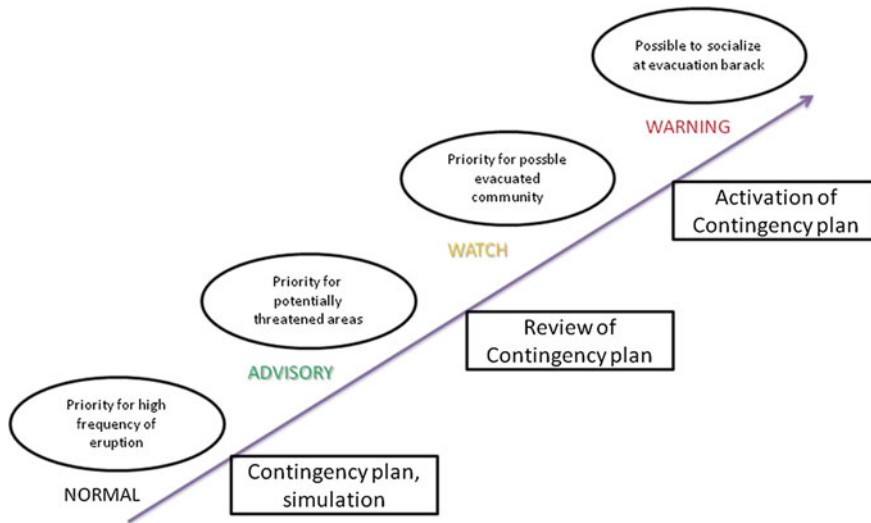 Possible to socialize
at evacuation barack
WARNING
Priority for possble
evacuated
community
Activation of
Contingency plan
WATCH
Priority for
potentially
threatened areas
Review of
Contingency plan
ADVISORY
Priority for high
frequency of
eruption
Contingency plan,
simulation
NORMAL